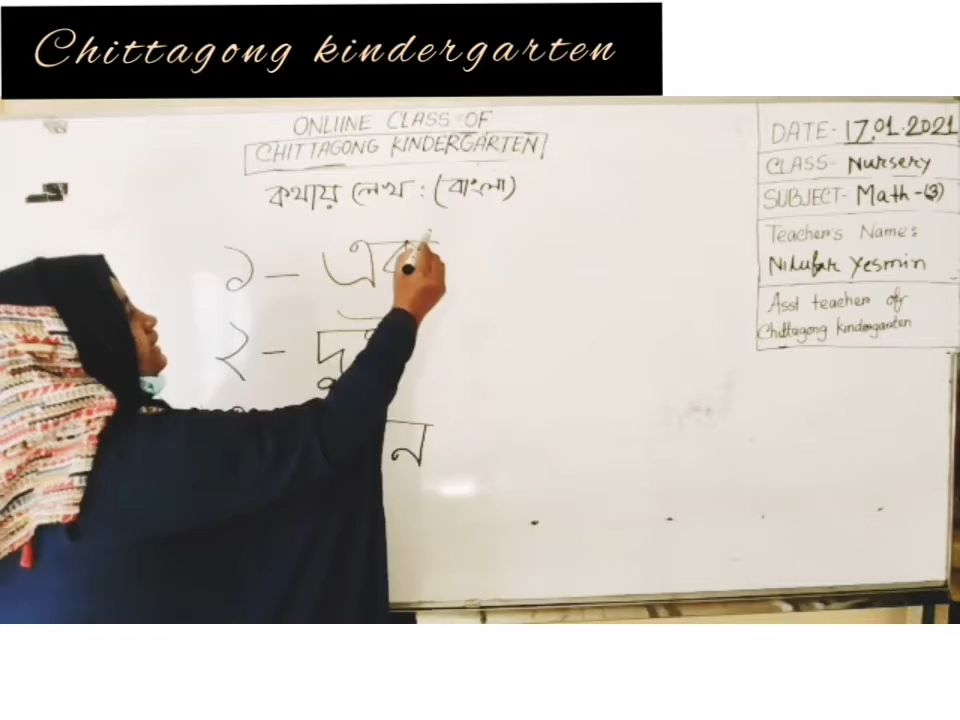 Chittagong kindergarten
ONLIINE CLASS OF
CHITTAGONG KINDERGARTEN
কথায় লেখ : (বাংলা)
১ - এক
২ -
DATE- 17.01.2021
CLASS- Nursery
SUBJECT- Math-(3)
Teacher's Name:
Nilufar Yesmin
Asst teacher of
Chittagong kindergarten